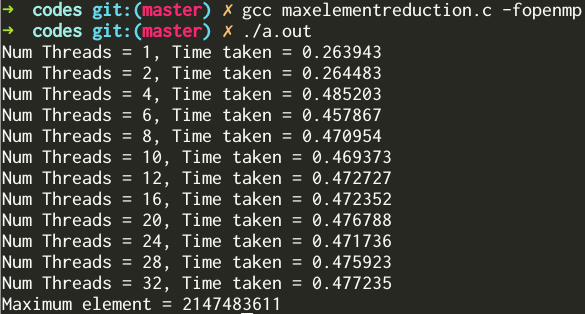 → codes git:(master) ✗ gcc maxelementreduction.c -fopenmp
→ codes git:(master) ✗ ./a.out
Num Threads = 1, Time taken = 0.263943
Num Threads = 2, Time taken = 0.264483
Num Threads = 4, Time taken = 0.485203
Num Threads = 6, Time taken = 0.457867
Num Threads = 8, Time taken = 0.470954
Num Threads = 10, Time taken = 0.469373
Num Threads = 12, Time taken = 0.472727
Num Threads = 16, Time taken = 0.472352
Num Threads = 20, Time taken = 0.476788
Num Threads = 24, Time taken = 0.471736
Num Threads = 28, Time taken = 0.475923
Num Threads = 32, Time taken = 0.477235
Maximum element = 2147483611